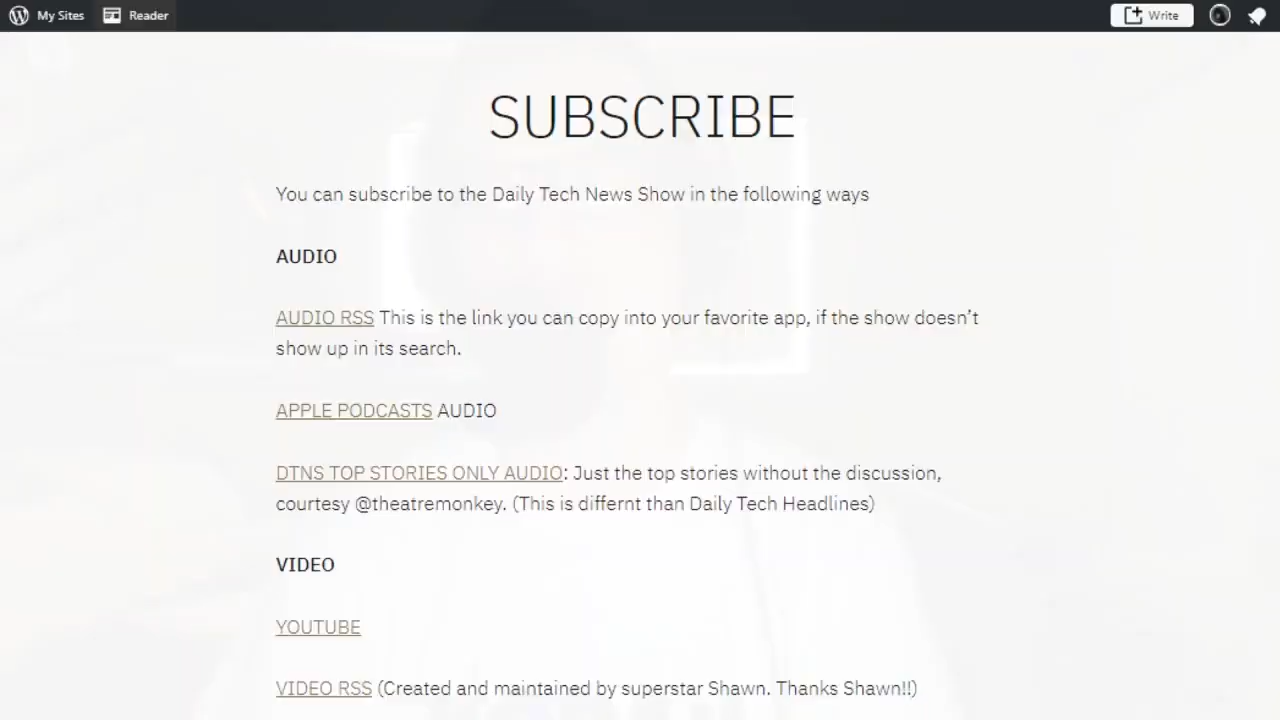 My Sites Reader Write
SUBSCRIBE
You can subscribe to the Daily Tech News Show in the following ways
AUDIO
AUDIO RSS This is the link you can copy into your favorite app, if the show doesn’t
show up in its search.
APPLE PODCASTS AUDIO
DTNS TOP STORIES ONLY AUDIO: Just the top stories without the discussion,
courtesy @theatremonkey. (This is differnt than Daily Tech Headlines)
VIDEO
YOUTUBE
VIDEO RSS (Created and maintained by superstar Shawn. Thanks Shawn!!)